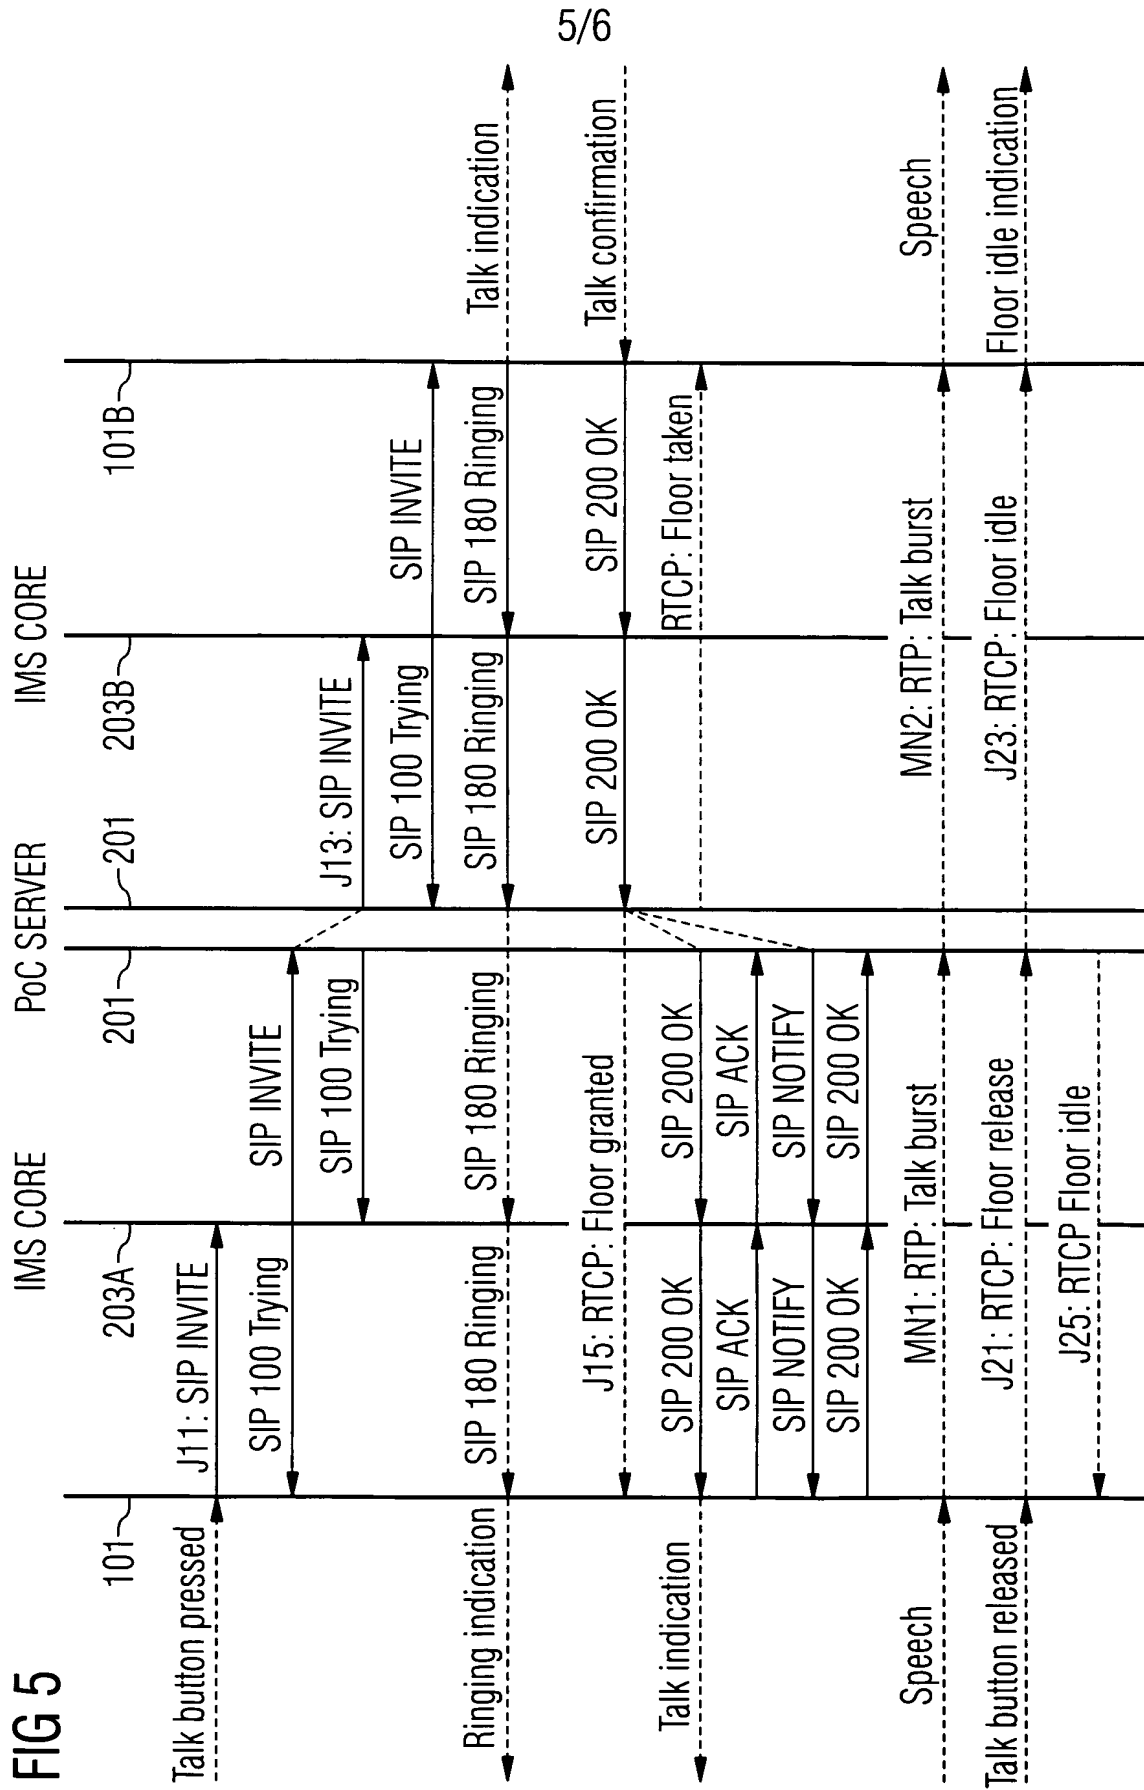 5/6
FIG 5
IMS CORE
PoC SERVER
IMS CORE
101
203A
201
201
203B
101B
Talk button pressed
J11: SIP INVITE
SIP 100 Trying
SIP INVITE
SIP 100 Trying
J13: SIP INVITE
SIP 100 Trying
SIP INVITE
Ringing indication
SIP 180 Ringing
SIP 180 Ringing
SIP 180 Ringing
SIP 180 Ringing
Talk indication
J15: RTCP: Floor granted
SIP 200 OK
SIP 200 OK
Talk confirmation
Talk indication
SIP 200 OK
SIP 200 OK
RTCP: Floor taken
SIP ACK
SIP ACK
SIP NOTIFY
SIP NOTIFY
SIP 200 OK
SIP 200 OK
Speech
MN1: RTP: Talk burst
MN2: RTP: Talk burst
Speech
Talk button released
J21: RTCP: Floor release
J23: RTCP: Floor idle
Floor idle indication
J25: RTCP Floor idle